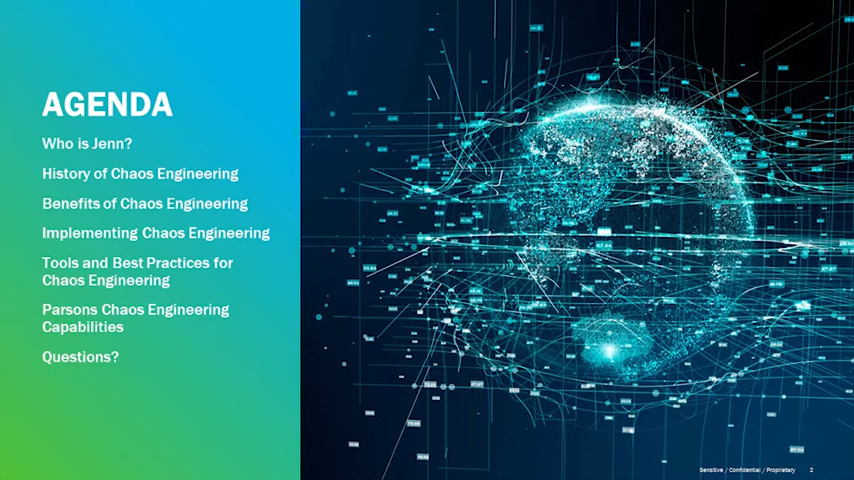 AGENDA
Who is Jenn?
History of Chaos Engineering
Benefits of Chaos Engineering
Implementing Chaos Engineering
Tools and Best Practices for
Chaos Engineering
Parsons Chaos Engineering
Capabilities
Questions?
Sensitive / Confidential / Proprietary 2